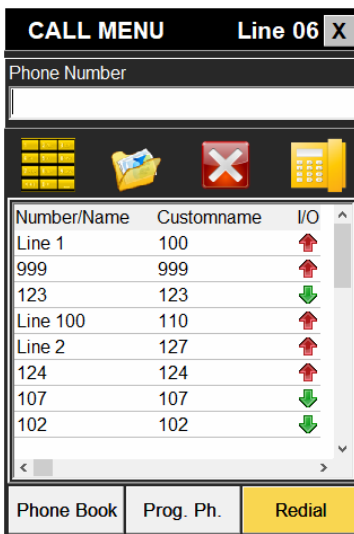 CALL MENU Line 06 X
Phone Number
Number/Name Customname I/O
Line 1 100
999 999
123 123
Line 100 110
Line 2 127
124 124
107 107
102 102
Phone Book Prog. Ph. Redial